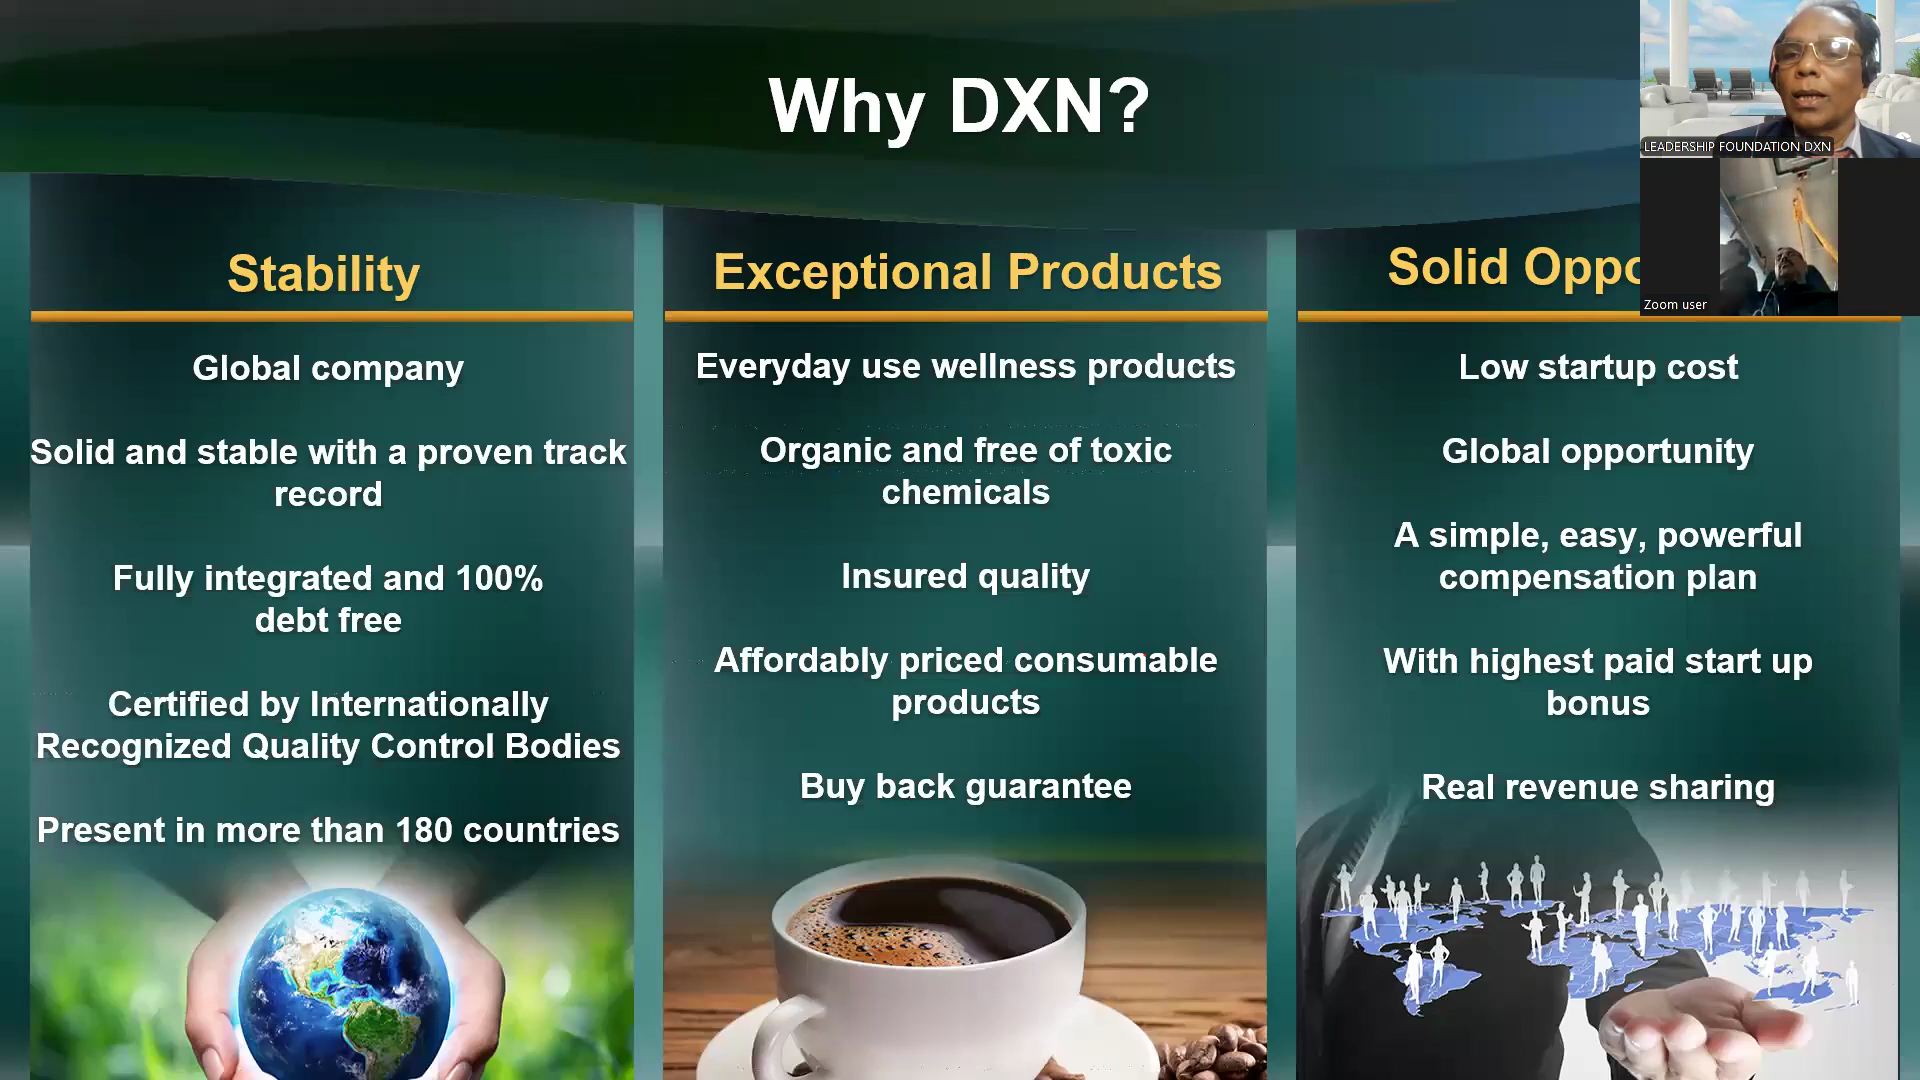 Why DXN?
LEADERSHIP FOUNDATION DXN
Zoom user
Stability
Global company
Solid and stable with a proven track
record
Fully integrated and 100%
debt free
Certified by Internationally
Recognized Quality Control Bodies
Present in more than 180 countries
Exceptional Products
Everyday use wellness products
Organic and free of toxic
chemicals
Insured quality
Affordably priced consumable
products
Buy back guarantee
Solid Oppo
Low startup cost
Global opportunity
A simple, easy, powerful
compensation plan
With highest paid start up
bonus
Real revenue sharing